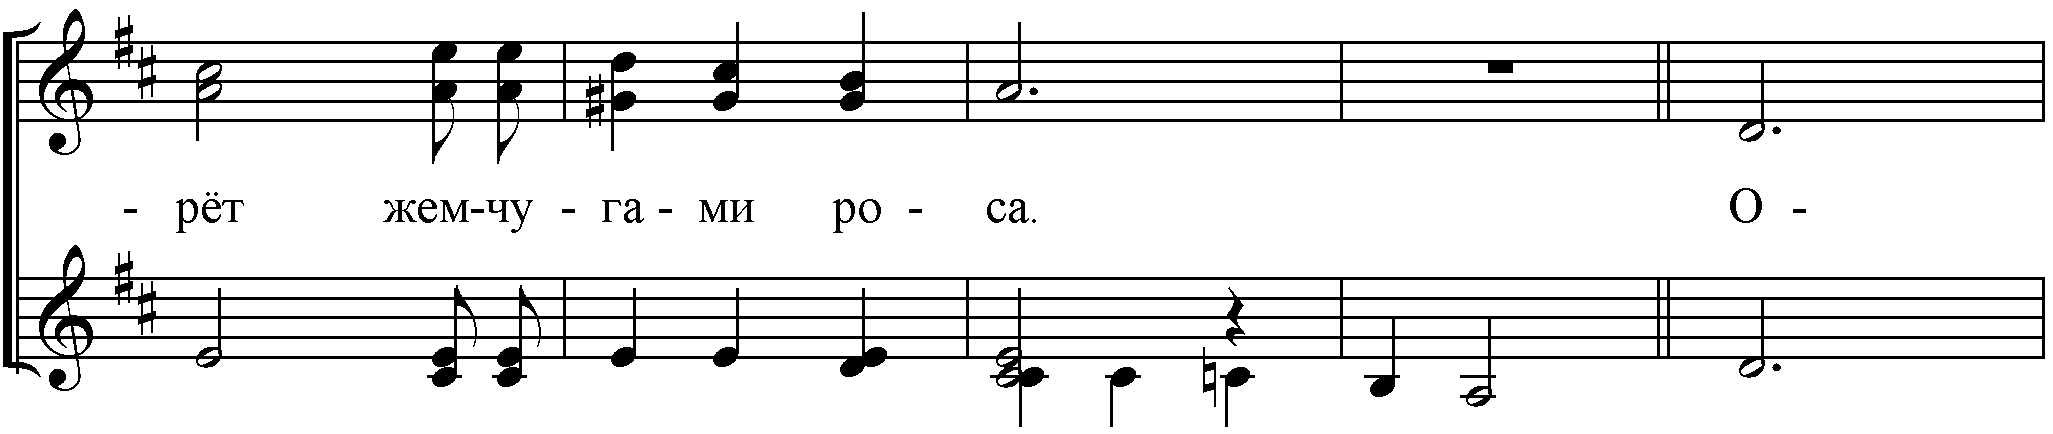 - рёт жем-чу - га - ми ро - са. О -